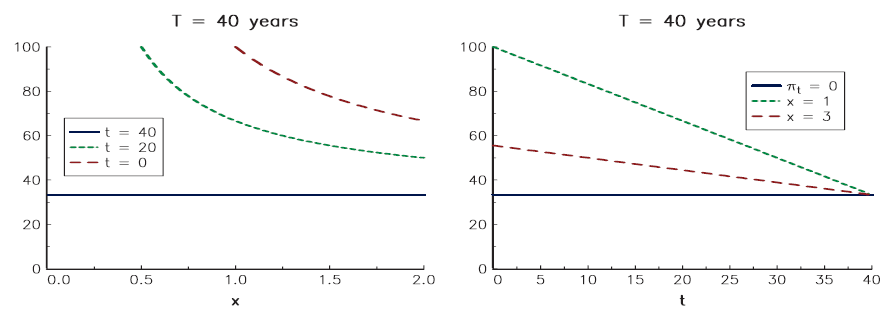 T = 40 years
100
80
60
40
20
0
t = 40
t = 20
t = 0
0.0 0.5 1.0 1.5 2.0
x
T = 40 years
100
80
60
40
20
0
πt = 0
x = 1
x = 3
0 5 10 15 20 25 30 35 40
t